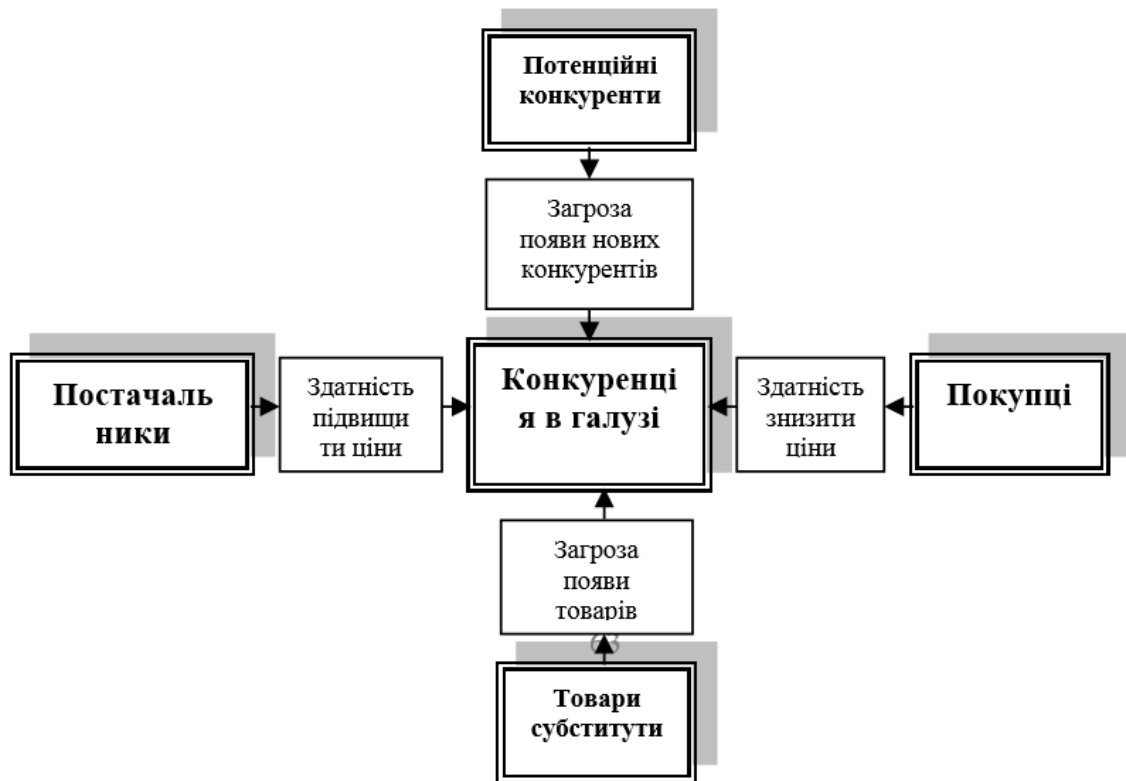 Потенційні
конкуренти
Загроза
появи нових
конкурентів
Постачаль
ники
Здатність
підвищи
ти ціни
Конкуренці
я в галузі
Здатність
знизити
ціни
Покупці
Загроза
появи
товарів
63
Товари
субститути